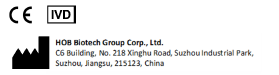 CE IVD
HOB Biotech Group Corp., Ltd.
C6 Building, No. 218 Xinghu Road, Suzhou Industrial Park,
Suzhou, Jiangsu, 215123, China